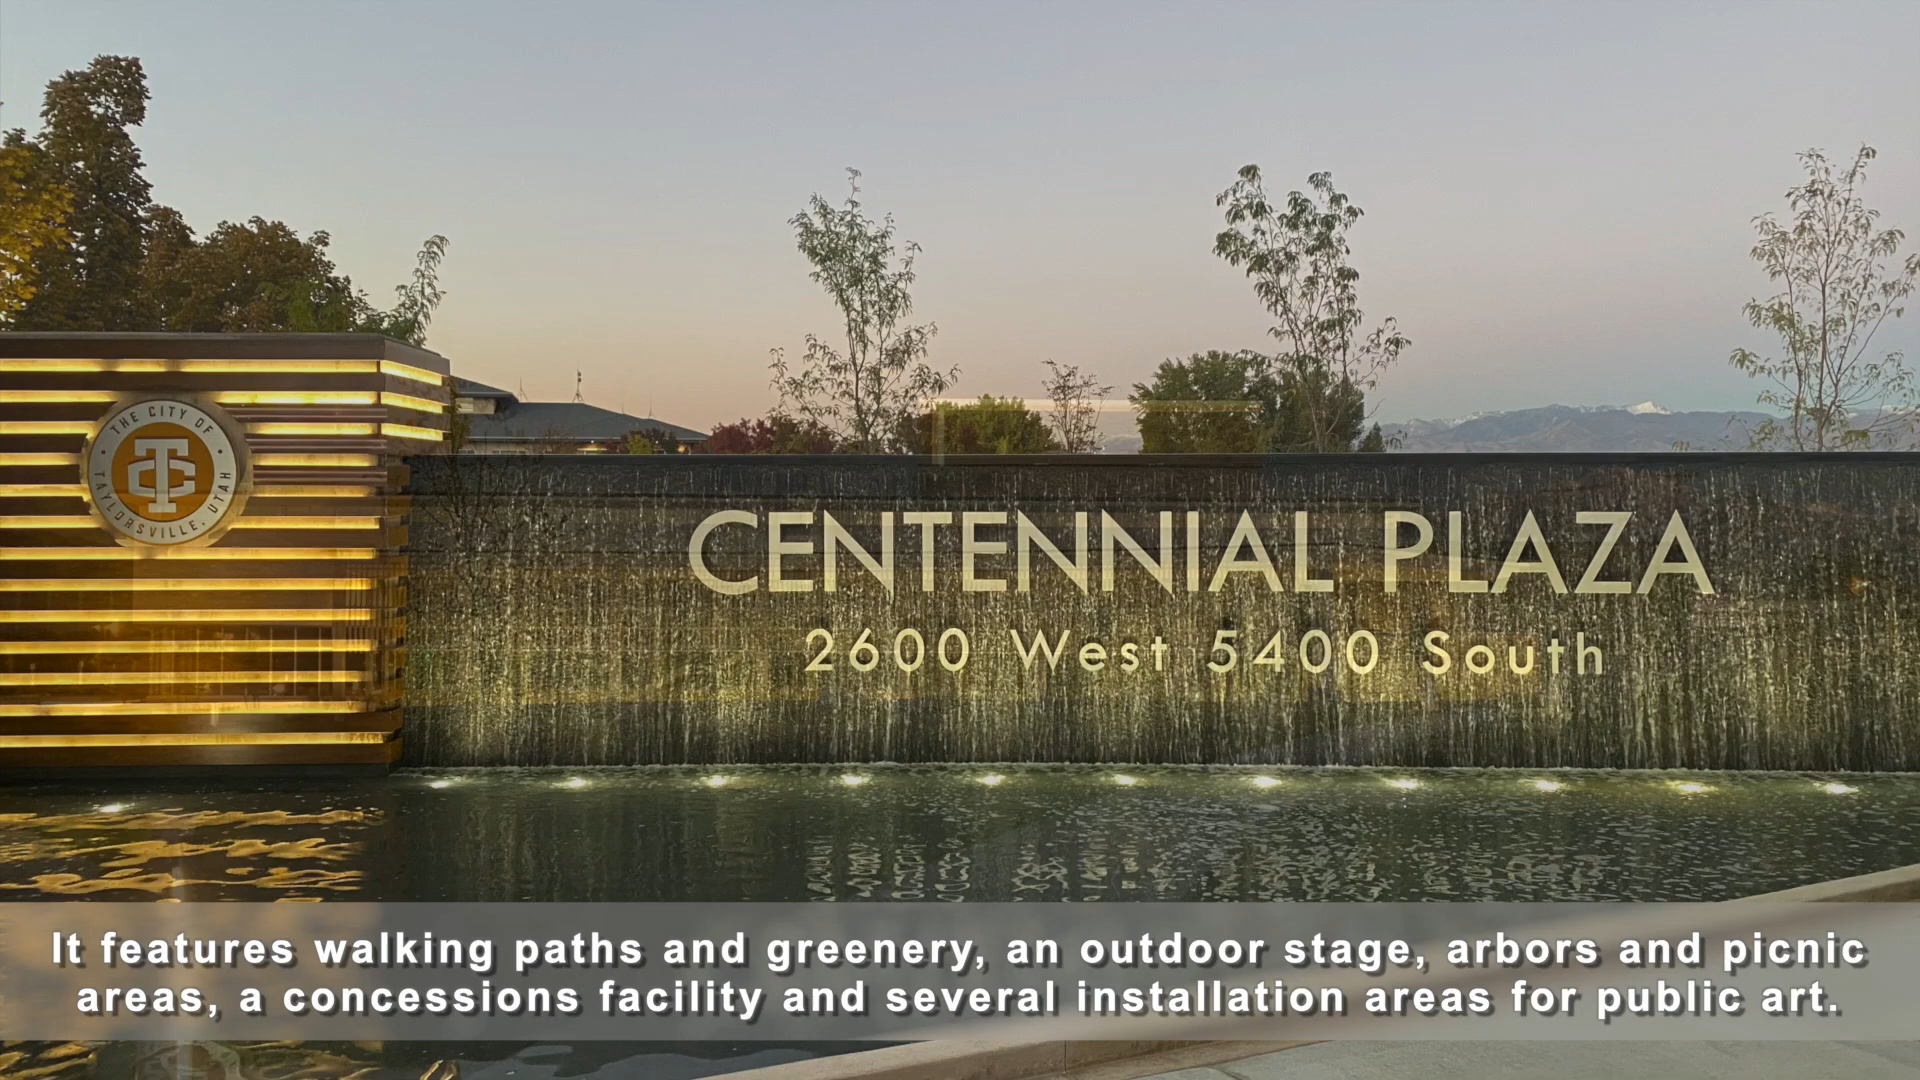 THE CITY OF
TC
TAYLORSVILLE, UTAH
CENTENNIAL PLAZA
2600 West 5400 South
It features walking paths and greenery, an outdoor stage, arbors and picnic
areas, a concessions facility and several installation areas for public art.